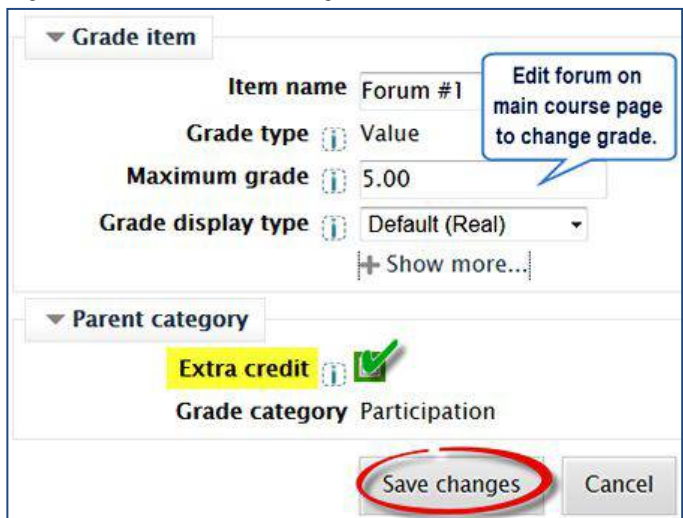 Grade item
Item name Forum #1
Edit forum on
main course page
to change grade.
Grade type Value
Maximum grade 5.00
Grade display type Default (Real)
Show more...
Parent category
Extra credit
Grade category Participation
Save changes Cancel